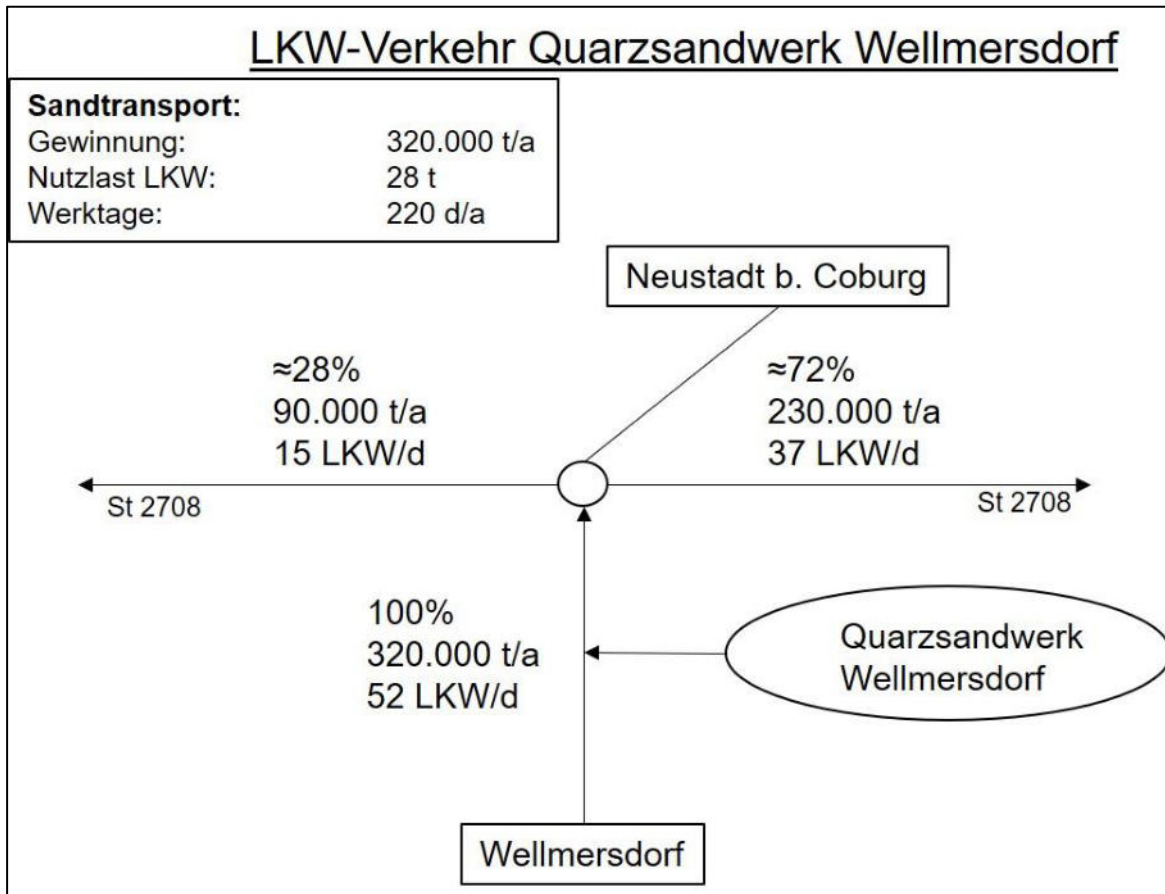 LKW-Verkehr Quarzsandwerk Wellmersdorf
Sandtransport:
Gewinnung: 320.000 t/a
Nutzlast LKW: 28 t
Werktage: 220 d/a
Neustadt b. Coburg
≈28%
90.000 t/a
15 LKW/d
≈72%
230.000 t/a
37 LKW/d
St 2708
St 2708
100%
320.000 t/a
52 LKW/d
Quarzsandwerk
Wellmersdorf
Wellmersdorf